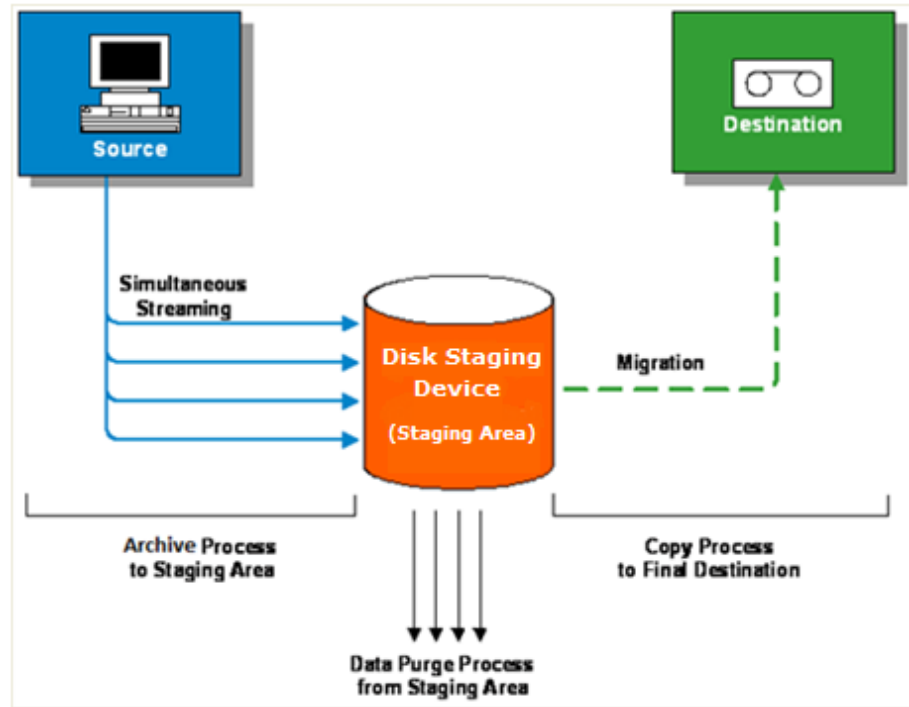 Source
Destination
Simultaneous
Streaming
Disk Staging
Device
(Staging Area)
Migration
Archive Process
to Staging Area
Copy Process
to Final Destination
Data Purge Process
from Staging Area